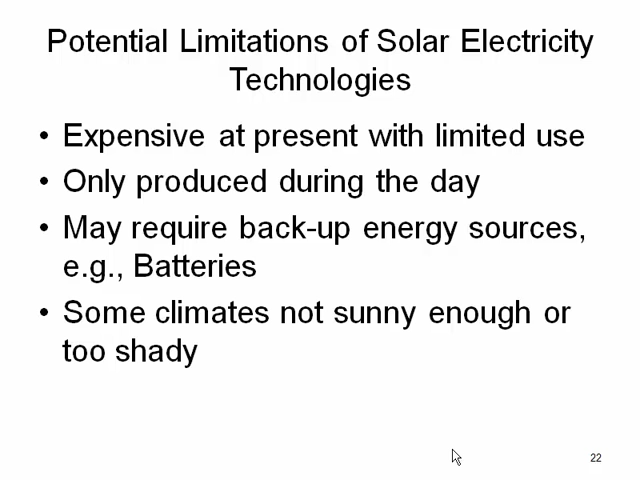 Potential Limitations of Solar Electricity
Technologies
• Expensive at present with limited use
• Only produced during the day
• May require back-up energy sources,
e.g., Batteries
• Some climates not sunny enough or
too shady
22